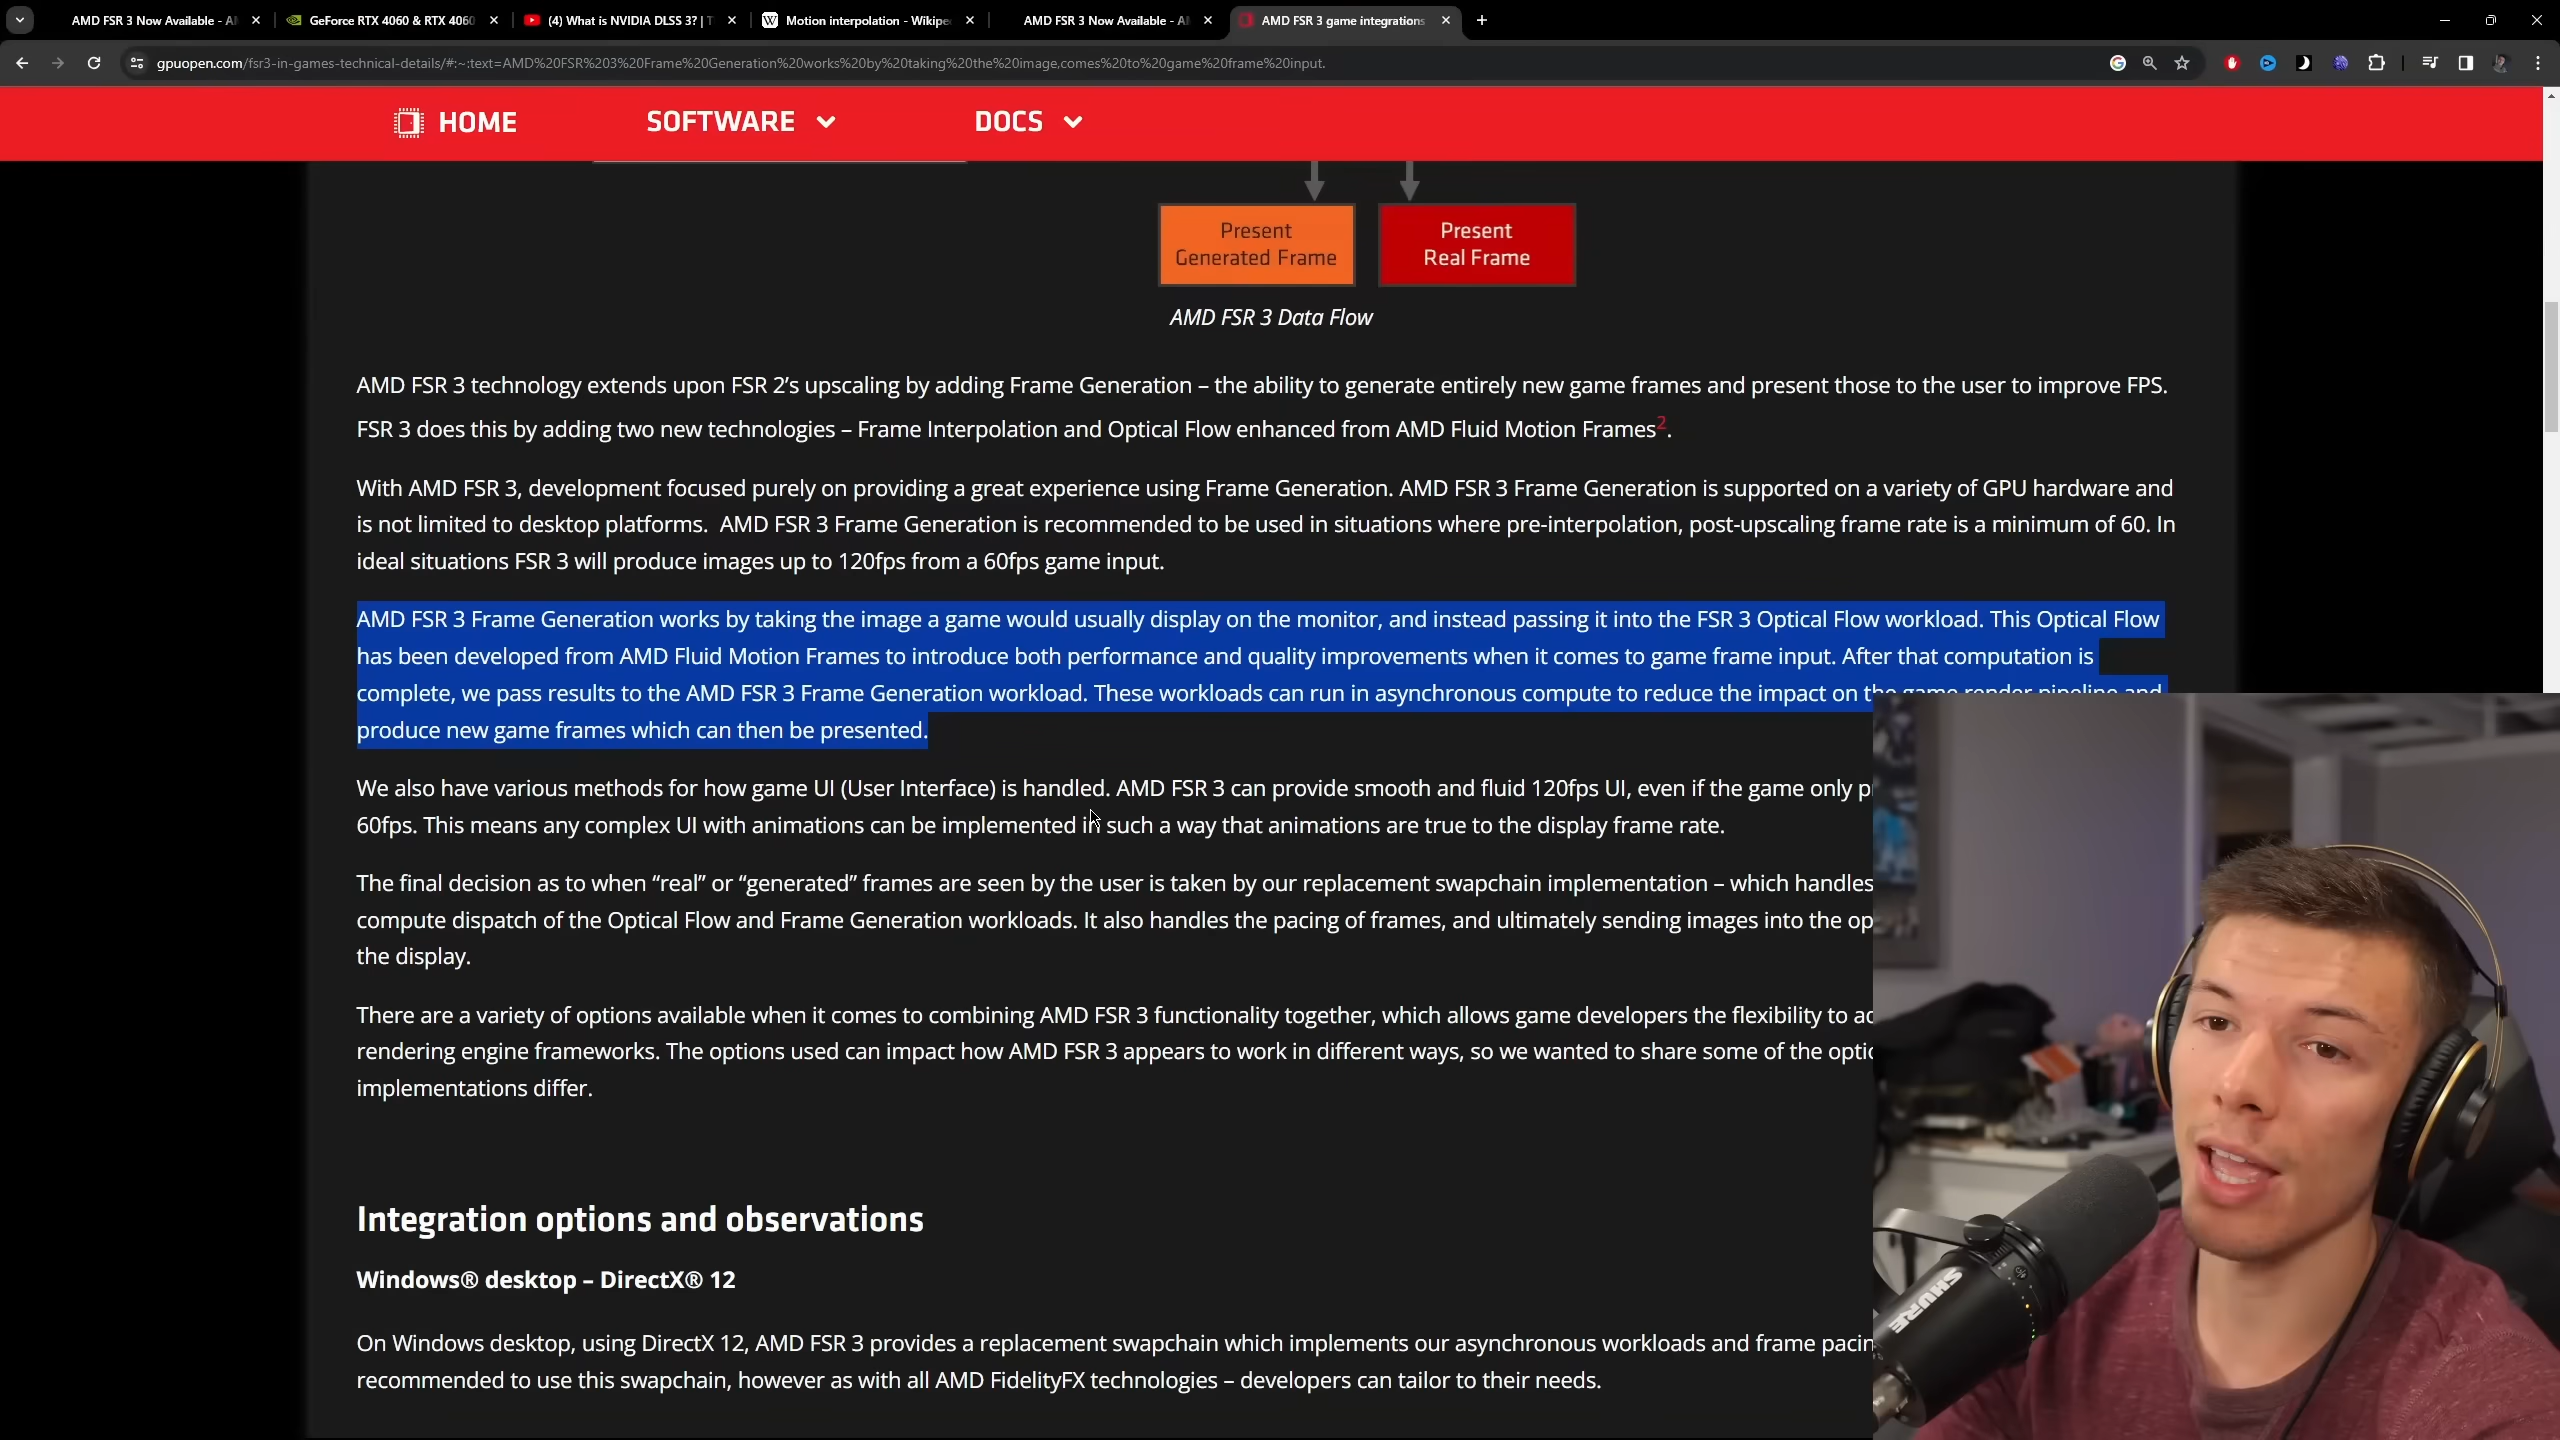 AMD FSR 3 Now Available - A
GeForce RTX 4060 & RTX 4060
(4) What is NVIDIA DLSS 3? | T
Motion interpolation - Wikipe
AMD FSR 3 Now Available - A
AMD FSR 3 game integrations
gpuopen.com/fsr3-in-games-technical-details/#:~:text=AMD%20FSR%203%20Frame%20Generation%20works%20by%20taking%20the%20image,comes%20to%20game%20frame%20input.
HOME
SOFTWARE
DOCS
Present
Generated Frame
Present
Real Frame
AMD FSR 3 Data Flow
AMD FSR 3 technology extends upon FSR 2’s upscaling by adding Frame Generation – the ability to generate entirely new game frames and present those to the user to improve FPS.
FSR 3 does this by adding two new technologies – Frame Interpolation and Optical Flow enhanced from AMD Fluid Motion Frames2.
With AMD FSR 3, development focused purely on providing a great experience using Frame Generation. AMD FSR 3 Frame Generation is supported on a variety of GPU hardware and
is not limited to desktop platforms. AMD FSR 3 Frame Generation is recommended to be used in situations where pre-interpolation, post-upscaling frame rate is a minimum of 60. In
ideal situations FSR 3 will produce images up to 120fps from a 60fps game input.
AMD FSR 3 Frame Generation works by taking the image a game would usually display on the monitor, and instead passing it into the FSR 3 Optical Flow workload. This Optical Flow
has been developed from AMD Fluid Motion Frames to introduce both performance and quality improvements when it comes to game frame input. After that computation is
complete, we pass results to the AMD FSR 3 Frame Generation workload. These workloads can run in asynchronous compute to reduce the impact on the game render pipeline and
produce new game frames which can then be presented.
We also have various methods for how game UI (User Interface) is handled. AMD FSR 3 can provide smooth and fluid 120fps UI, even if the game only p
60fps. This means any complex UI with animations can be implemented in such a way that animations are true to the display frame rate.
The final decision as to when “real” or “generated” frames are seen by the user is taken by our replacement swapchain implementation – which handles
compute dispatch of the Optical Flow and Frame Generation workloads. It also handles the pacing of frames, and ultimately sending images into the op
the display.
There are a variety of options available when it comes to combining AMD FSR 3 functionality together, which allows game developers the flexibility to ac
rendering engine frameworks. The options used can impact how AMD FSR 3 appears to work in different ways, so we wanted to share some of the optic
implementations differ.
Integration options and observations
Windows® desktop – DirectX® 12
On Windows desktop, using DirectX 12, AMD FSR 3 provides a replacement swapchain which implements our asynchronous workloads and frame pacin
recommended to use this swapchain, however as with all AMD FidelityFX technologies – developers can tailor to their needs.
SHURE